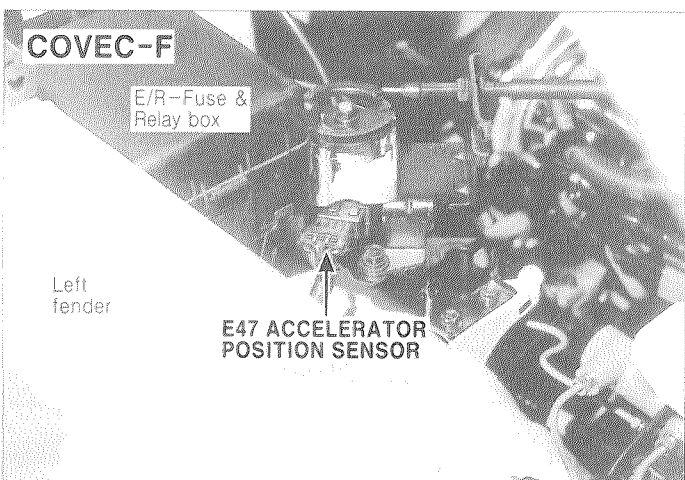 COVEC-F
E/R-Fuse &
Relay box
Left
fender
E47 ACCELERATOR
POSITION SENSOR